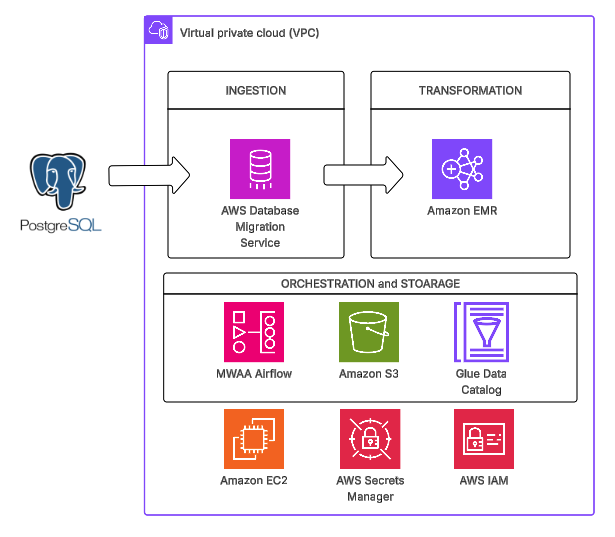 Virtual private cloud (VPC)
INGESTION
TRANSFORMATION
AWS Database
Migration
Service
Amazon EMR
PostgreSQL
ORCHESTRATION and STOARAGE
MWAA Airflow
Amazon S3
Glue Data
Catalog
Amazon EC2
AWS Secrets
Manager
AWS IAM